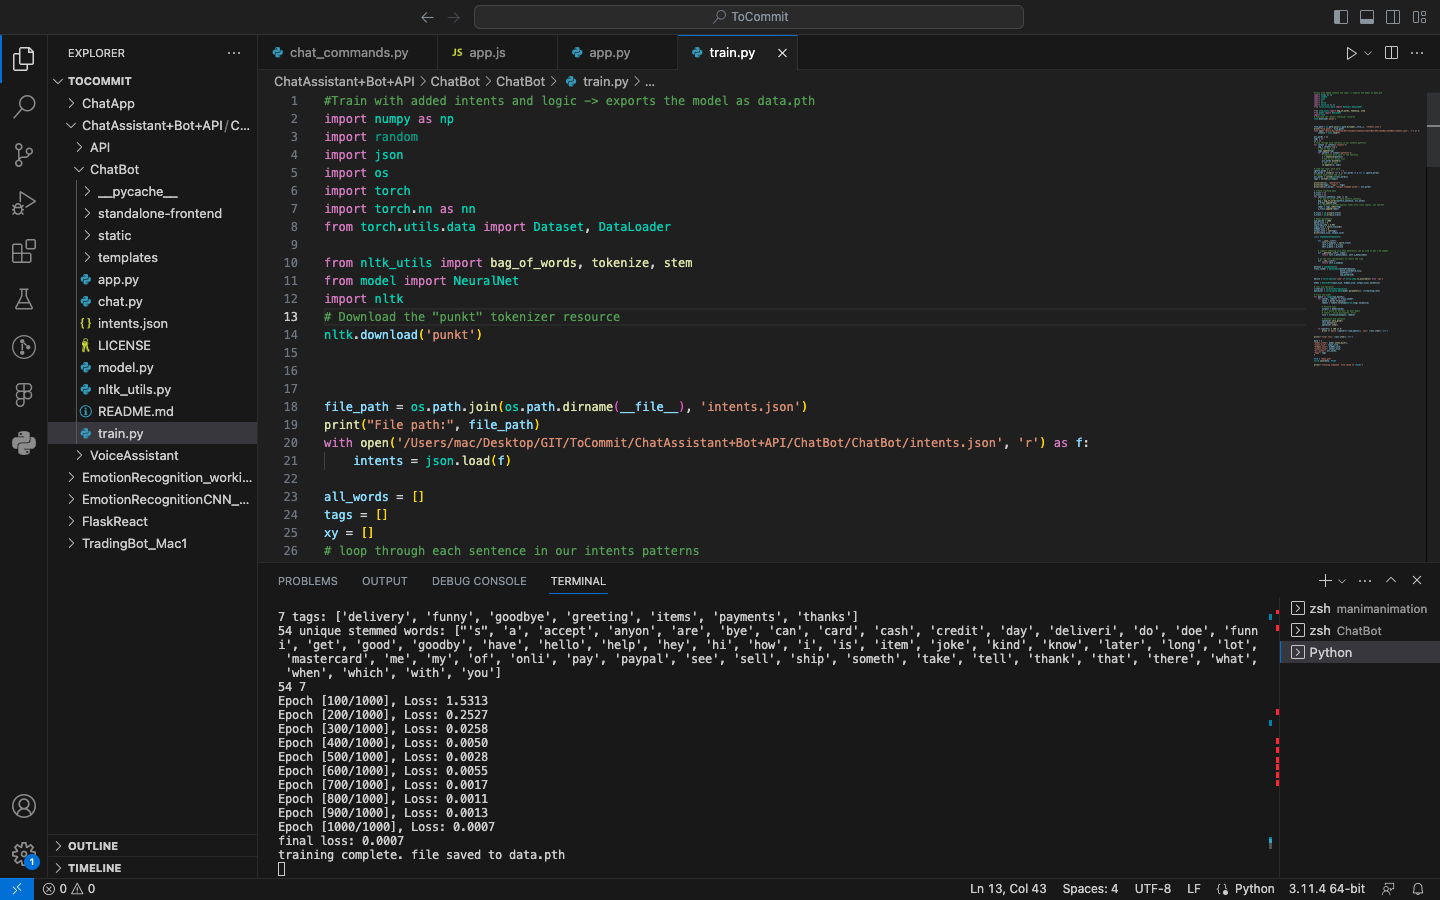 ToCommit
EXPLORER
TOCOMMIT
ChatApp
ChatAssistant+Bot+API/C...
API
ChatBot
__pycache__
standalone-frontend
static
templates
app.py
chat.py
intents.json
LICENSE
model.py
nltk_utils.py
README.md
train.py
VoiceAssistant
EmotionRecognition_worki...
EmotionRecognitionCNN_...
FlaskReact
TradingBot_Mac1
OUTLINE
TIMELINE
chat_commands.py
JS app.js
app.py
train.py
ChatAssistant+Bot+API > ChatBot > ChatBot > train.py > ...
1 #Train with added intents and logic -> exports the model as data.pth
2 import numpy as np
3 import random
4 import json
5 import os
6 import torch
7 import torch.nn as nn
8 from torch.utils.data import Dataset, DataLoader
9
10 from nltk_utils import bag_of_words, tokenize, stem
11 from model import NeuralNet
12 import nltk
13 # Download the "punkt" tokenizer resource
14 nltk.download('punkt')
15
16
17
18 file_path = os.path.join(os.path.dirname(__file__), 'intents.json')
19 print("File path:", file_path)
20 with open('/Users/mac/Desktop/GIT/ToCommit/ChatAssistant+Bot+API/ChatBot/ChatBot/intents.json', 'r') as f:
21 intents = json.load(f)
22
23 all_words = []
24 tags = []
25 xy = []
26 # loop through each sentence in our intents patterns
PROBLEMS OUTPUT DEBUG CONSOLE TERMINAL
7 tags: ['delivery', 'funny', 'goodbye', 'greeting', 'items', 'payments', 'thanks']
54 unique stemmed words: ["'s", 'a', 'accept', 'anyon', 'are', 'bye', 'can', 'card', 'cash', 'credit', 'day', 'deliveri', 'do', 'doe', 'funn
i', 'get', 'good', 'goodby', 'have', 'hello', 'help', 'hey', 'hi', 'how', 'i', 'is', 'item', 'joke', 'kind', 'know', 'later', 'long', 'lot',
'mastercard', 'me', 'my', 'of', 'onli', 'pay', 'paypal', 'see', 'sell', 'ship', 'someth', 'take', 'tell', 'thank', 'that', 'there', 'what',
'when', 'which', 'with', 'you']
54 7
Epoch [100/1000], Loss: 1.5313
Epoch [200/1000], Loss: 0.2527
Epoch [300/1000], Loss: 0.0258
Epoch [400/1000], Loss: 0.0050
Epoch [500/1000], Loss: 0.0028
Epoch [600/1000], Loss: 0.0055
Epoch [700/1000], Loss: 0.0017
Epoch [800/1000], Loss: 0.0011
Epoch [900/1000], Loss: 0.0013
Epoch [1000/1000], Loss: 0.0007
final loss: 0.0007
training complete. file saved to data.pth
zsh manimanimation
zsh ChatBot
Python
1
0 0
Ln 13, Col 43 Spaces: 4 UTF-8 LF Python 3.11.4 64-bit